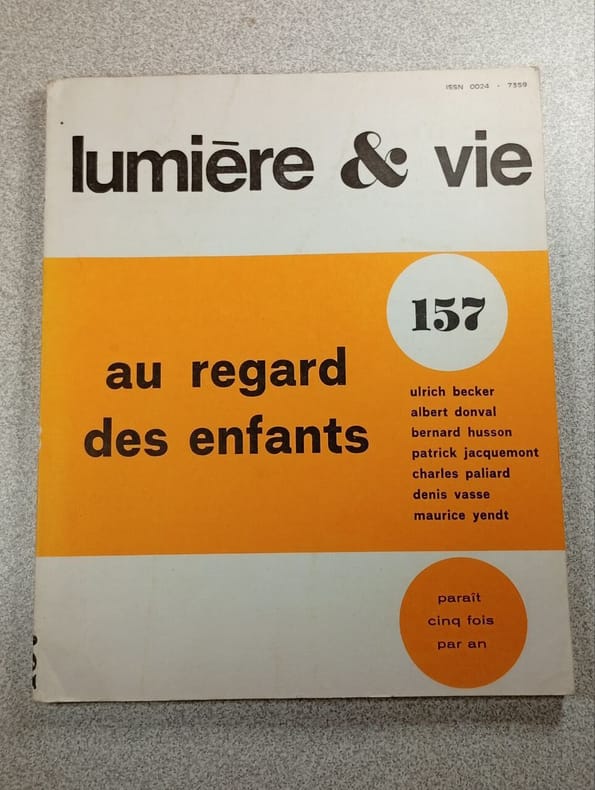 ISSN 0024 - 7359
lumière & vie
157
au regard
des enfants
ulrich becker
albert donval
bernard husson
patrick jacquemont
charles paliard
denis vasse
maurice yendt
paraît
cinq fois
par an